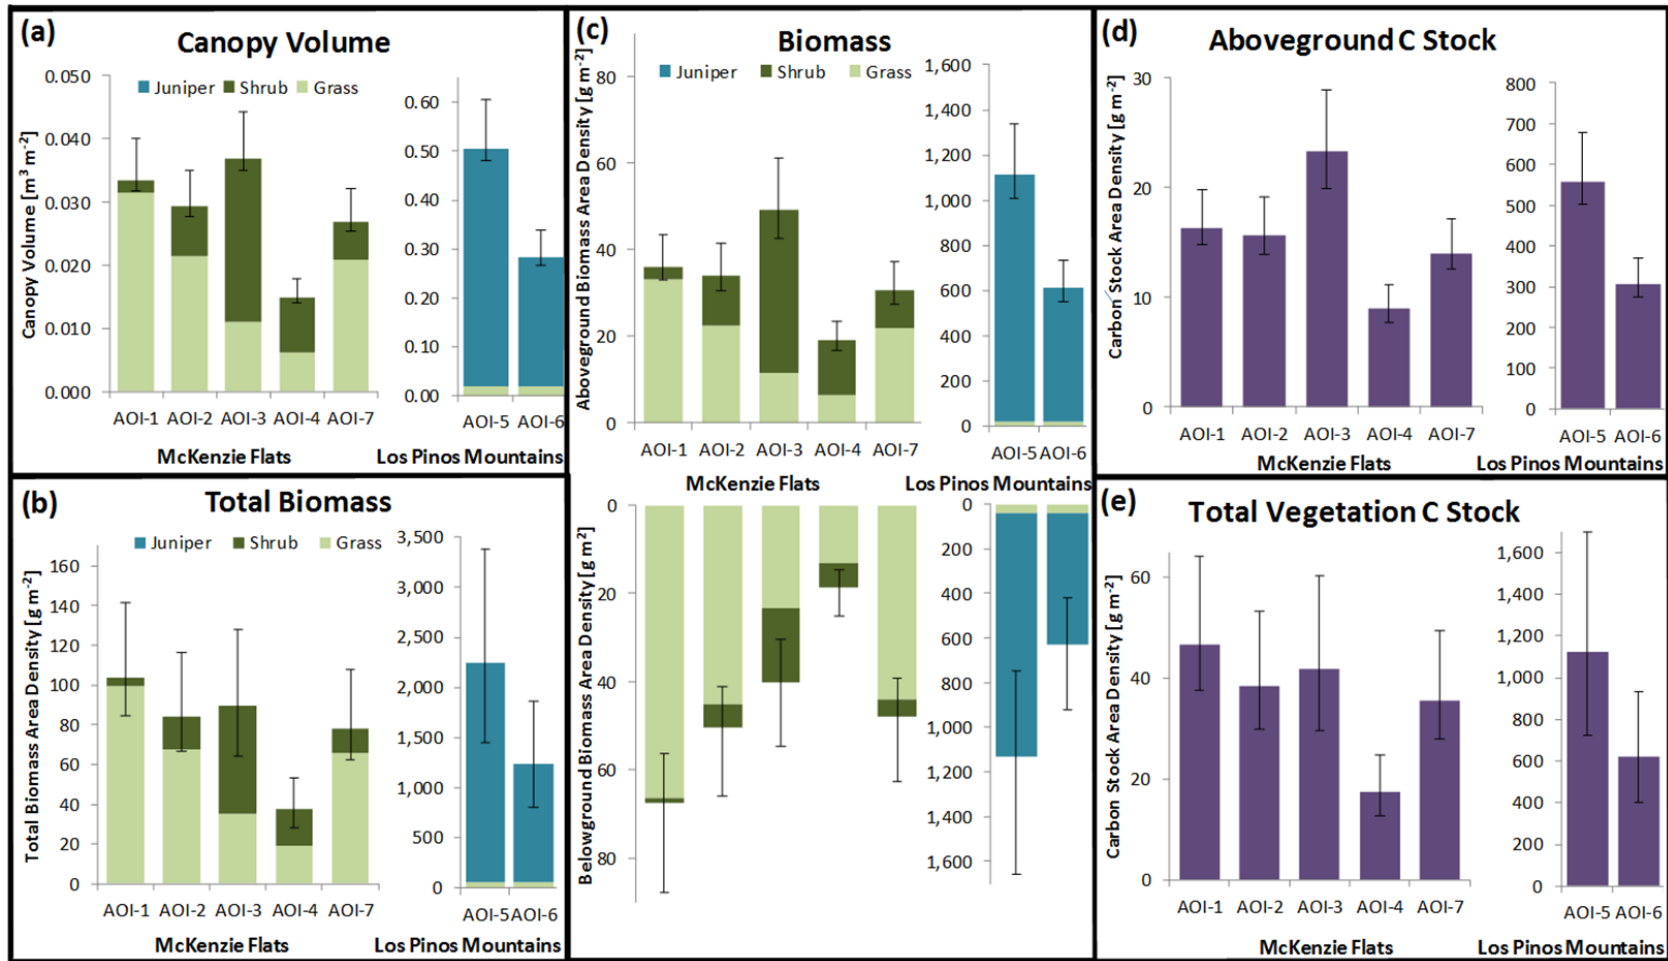 (a)
Canopy Volume
Juniper Shrub Grass
Canopy Volume [m³ m⁻²]
0.050
0.040
0.030
0.020
0.010
0.000
0.60
0.50
0.40
0.30
0.20
0.10
0.00
AOI-1 AOI-2 AOI-3 AOI-4 AOI-7
AOI-5 AOI-6
McKenzie Flats
Los Pinos Mountains
(b)
Total Biomass
Juniper Shrub Grass
Total Biomass Area Density [g m⁻²]
160
140
120
100
80
60
40
20
0
3,500
3,000
2,500
2,000
1,500
1,000
500
0
AOI-1 AOI-2 AOI-3 AOI-4 AOI-7
AOI-5 AOI-6
McKenzie Flats
Los Pinos Mountains
(c)
Biomass
Juniper Shrub Grass
Aboveground Biomass Area Density [g m⁻²]
80
60
40
20
0
1,600
1,400
1,200
1,000
800
600
400
200
0
AOI-1 AOI-2 AOI-3 AOI-4 AOI-7
AOI-5 AOI-6
McKenzie Flats
Los Pinos Mountains
Belowground Biomass Area Density [g m²]
0
20
40
60
80
0
200
400
600
800
1,000
1,200
1,400
1,600
(d)
Aboveground C Stock
Carbon Stock Area Density [g m⁻²]
30
20
10
0
800
700
600
500
400
300
200
100
0
AOI-1 AOI-2 AOI-3 AOI-4 AOI-7
AOI-5 AOI-6
McKenzie Flats
Los Pinos Mountains
(e)
Total Vegetation C Stock
Carbon Stock Area Density [g m⁻²]
60
40
20
0
1,600
1,400
1,200
1,000
800
600
400
200
0
AOI-1 AOI-2 AOI-3 AOI-4 AOI-7
AOI-5 AOI-6
McKenzie Flats
Los Pinos Mountains